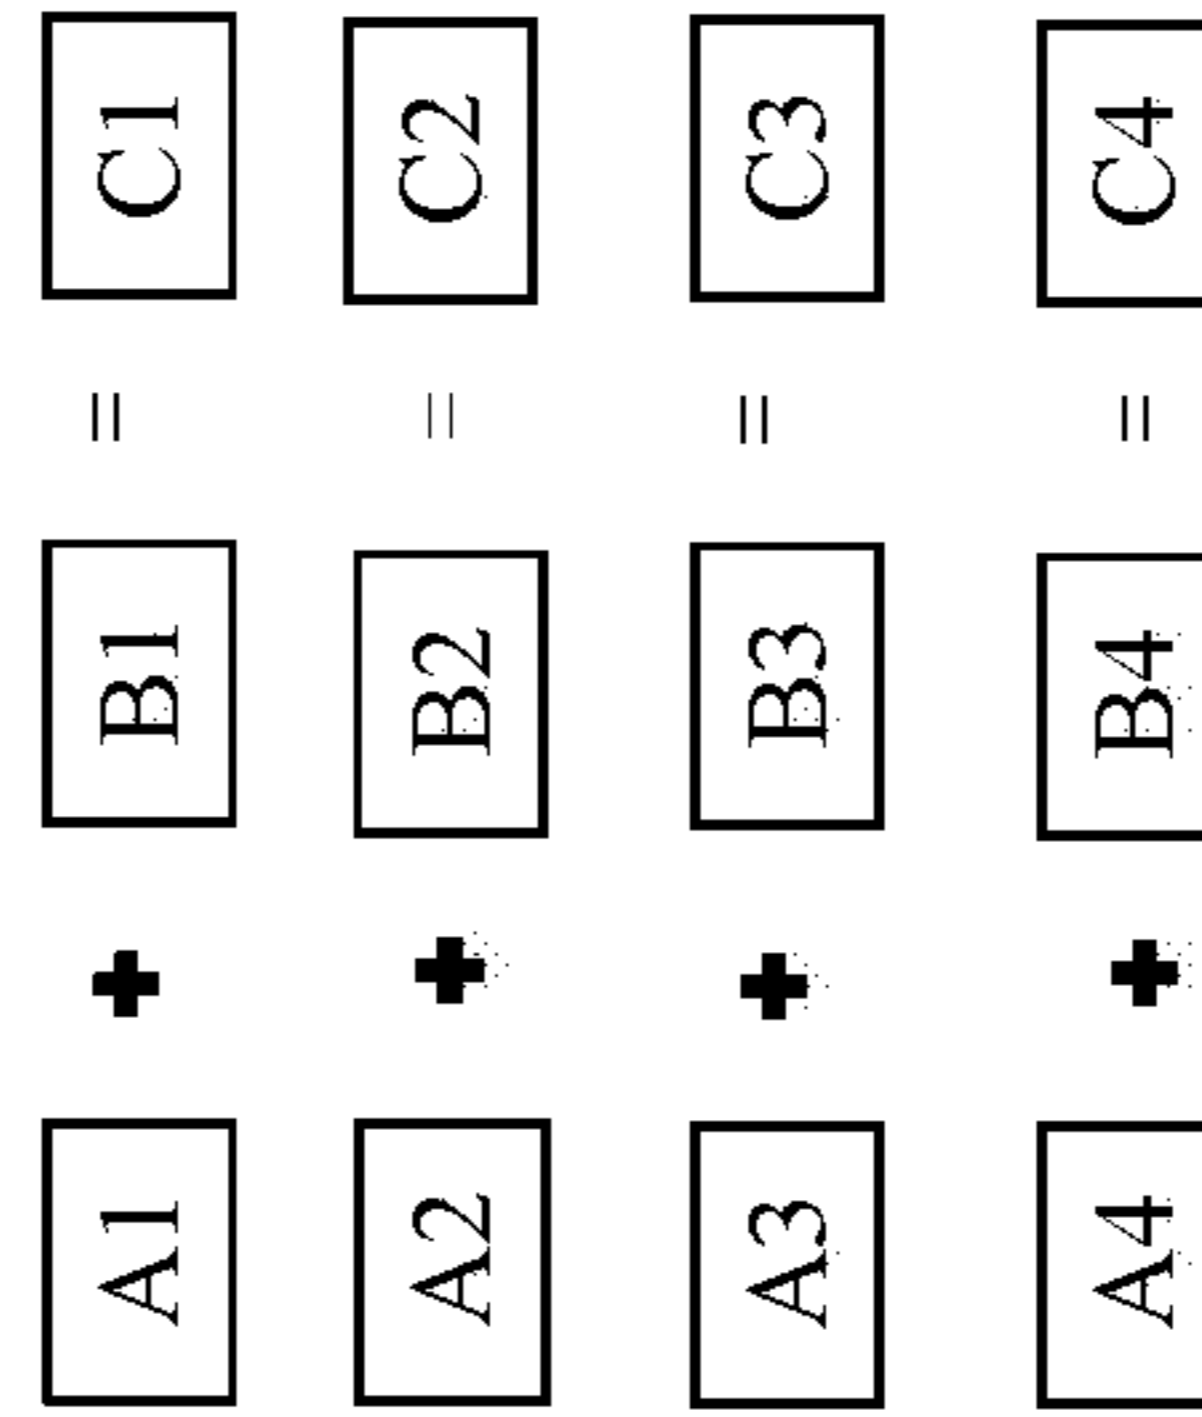 A1 + B1 = C1
A2 + B2 = C2
A3 + B3 = C3
A4 + B4 = C4